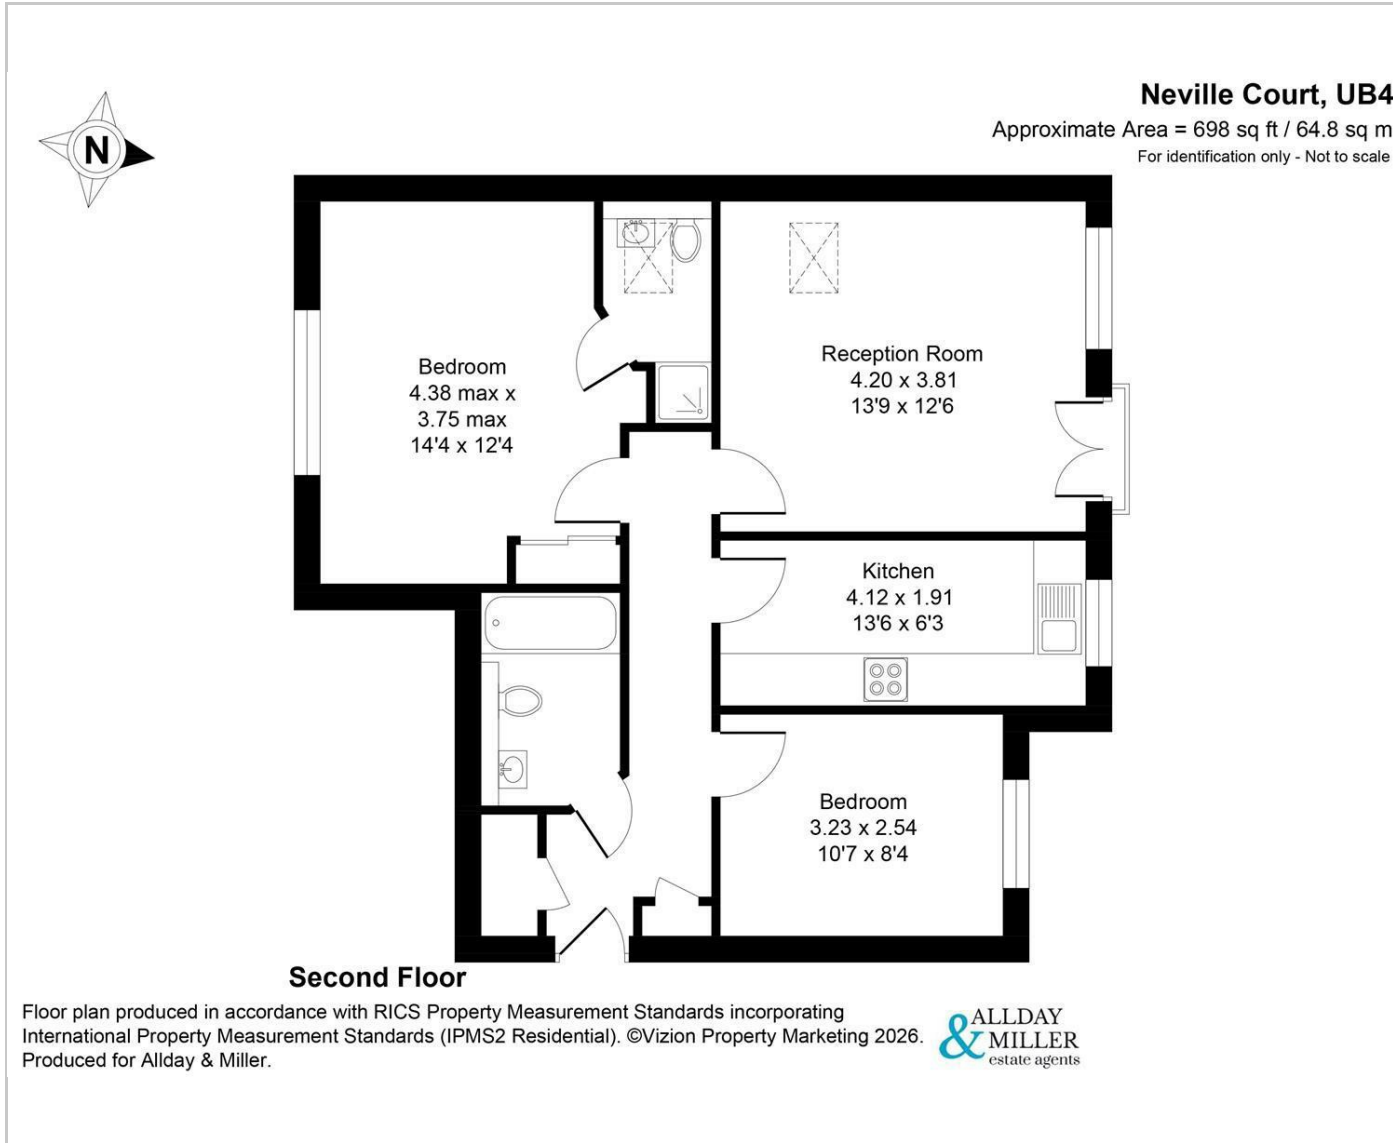 Neville Court, UB4
Approximate Area = 698 sq ft / 64.8 sq m
For identification only - Not to scale
N
Bedroom
4.38 max x
3.75 max
14'4 x 12'4
Reception Room
4.20 x 3.81
13'9 x 12'6
Kitchen
4.12 x 1.91
13'6 x 6'3
Bedroom
3.23 x 2.54
10'7 x 8'4
Second Floor
Floor plan produced in accordance with RICS Property Measurement Standards incorporating
International Property Measurement Standards (IPMS2 Residential). ©Vizion Property Marketing 2026.
Produced for Allday & Miller.
ALLDAY
& MILLER
estate agents